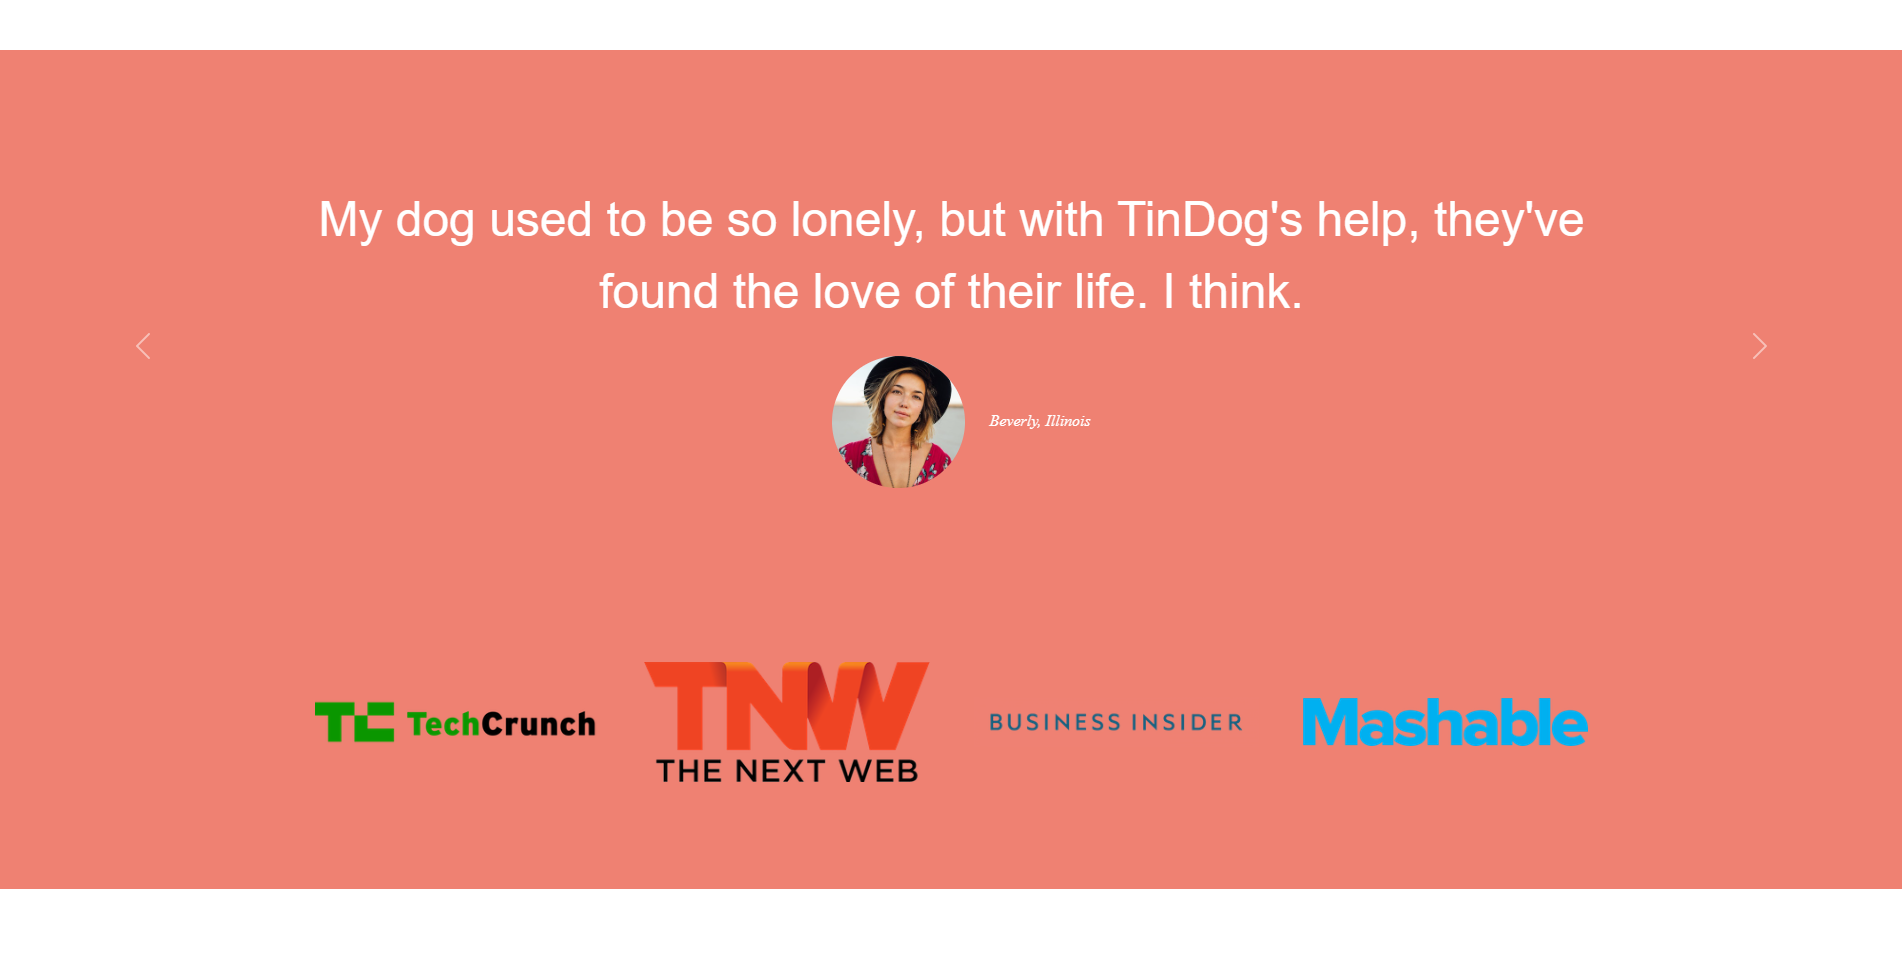 My dog used to be so lonely, but with TinDog's help, they've
found the love of their life. I think.
Beverly, Illinois
TC TechCrunch
TNW
THE NEXT WEB
BUSINESS INSIDER
Mashable